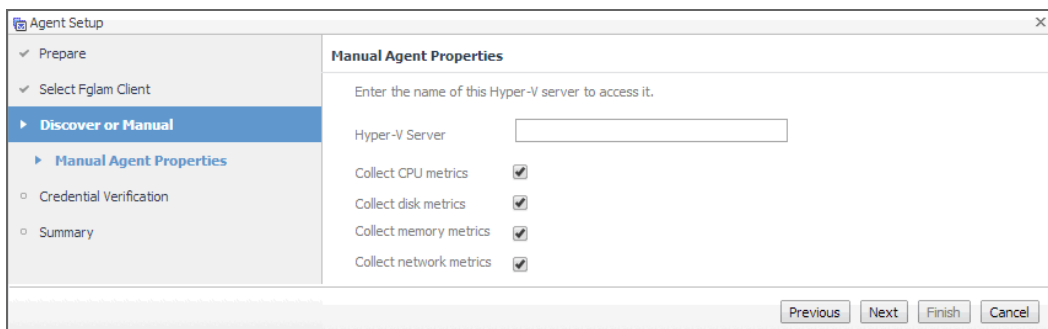 Agent Setup
Prepare
Select Fglam Client
Discover or Manual
Manual Agent Properties
Credential Verification
Summary
Manual Agent Properties
Enter the name of this Hyper-V server to access it.
Hyper-V Server
Collect CPU metrics
Collect disk metrics
Collect memory metrics
Collect network metrics
Previous Next Finish Cancel